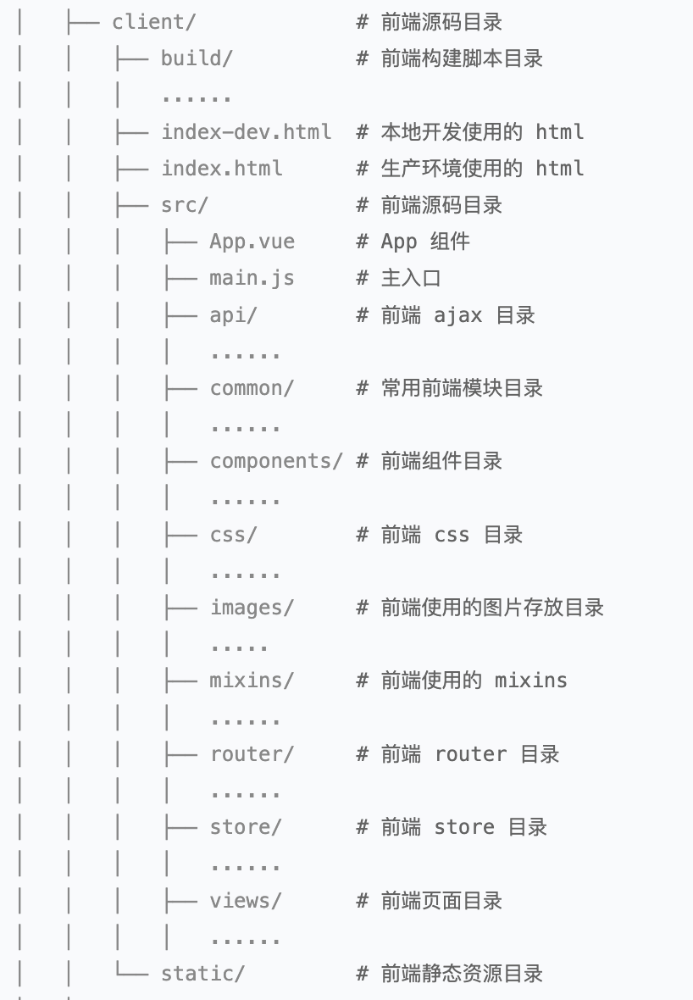 │   ├── client/             # 前端源码目录
│   │   ├── build/          # 前端构建脚本目录
│   │   │   ......
│   │   ├── index-dev.html  # 本地开发使用的 html
│   │   ├── index.html      # 生产环境使用的 html
│   │   ├── src/            # 前端源码目录
│   │   │   ├── App.vue     # App 组件
│   │   │   ├── main.js     # 主入口
│   │   │   ├── api/        # 前端 ajax 目录
│   │   │   │   ......
│   │   │   ├── common/     # 常用前端模块目录
│   │   │   │   ......
│   │   │   ├── components/ # 前端组件目录
│   │   │   │   ......
│   │   │   ├── css/        # 前端 css 目录
│   │   │   │   ......
│   │   │   ├── images/     # 前端使用的图片存放目录
│   │   │   │   .....
│   │   │   ├── mixins/     # 前端使用的 mixins
│   │   │   │   ......
│   │   │   ├── router/     # 前端 router 目录
│   │   │   │   ......
│   │   │   ├── store/      # 前端 store 目录
│   │   │   │   ......
│   │   │   ├── views/      # 前端页面目录
│   │   │   │   ......
│   │   └── static/         # 前端静态资源目录